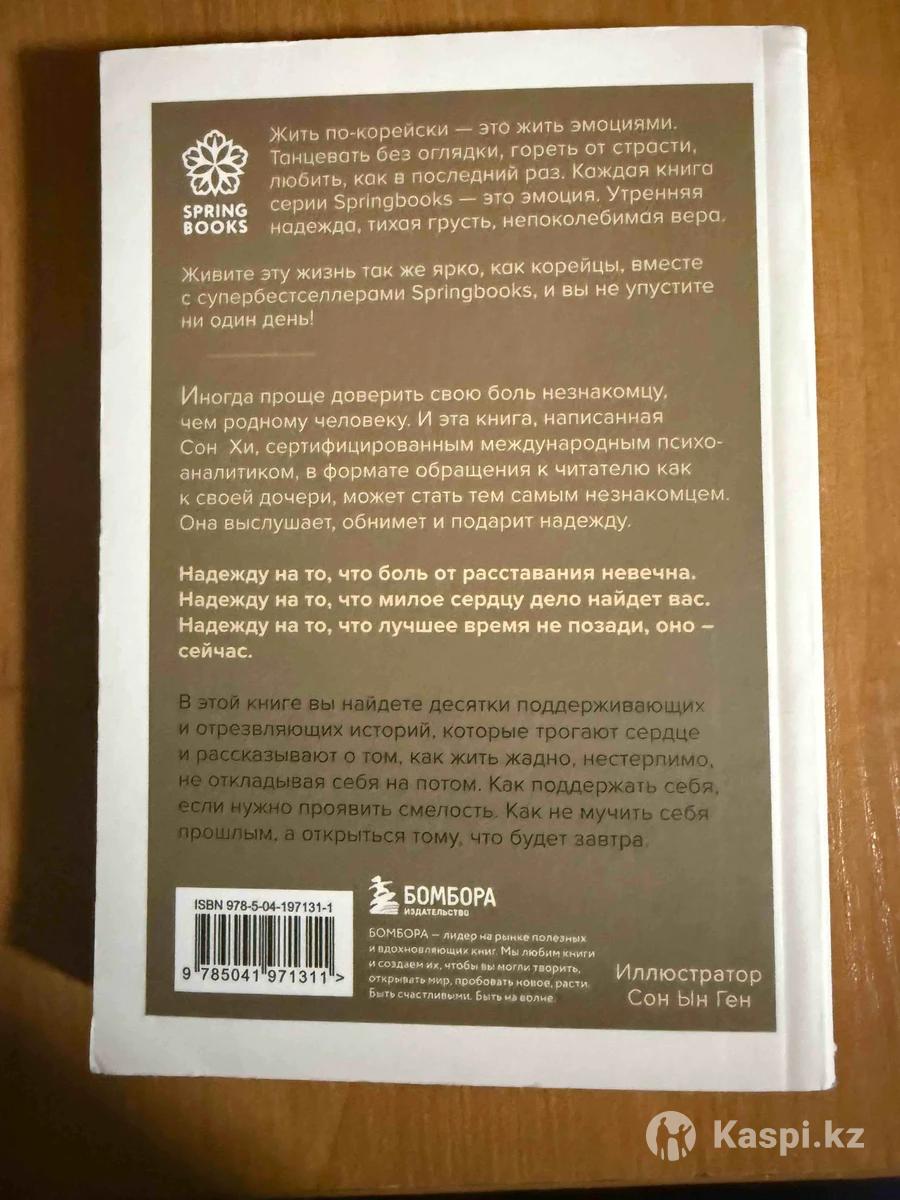 SPRING
BOOKS
Жить по-корейски — это жить эмоциями.
Танцевать без оглядки, гореть от страсти,
любить, как в последний раз. Каждая книга
серии Springbooks — это эмоция. Утренняя
надежда, тихая грусть, непоколебимая вера.
Живите эту жизнь так же ярко, как корейцы, вместе
с супербестселлерами Springbooks, и вы не упустите
ни один день!
Иногда проще доверить свою боль незнакомцу,
чем родному человеку. И эта книга, написанная
Сон Хи, сертифицированным международным психо-
аналитиком, в формате обращения к читателю как
к своей дочери, может стать тем самым незнакомцем.
Она выслушает, обнимет и подарит надежду.
Надежду на то, что боль от расставания невечна.
Надежду на то, что милое сердцу дело найдет вас.
Надежду на то, что лучшее время не позади, оно –
сейчас.
В этой книге вы найдете десятки поддерживающих
и отрезвляющих историй, которые трогают сердце
и рассказывают о том, как жить жадно, нестерпимо,
не откладывая себя на потом. Как поддержать себя,
если нужно проявить смелость. Как не мучить себя
прошлым, а открыться тому, что будет завтра.
ISBN 978-5-04-197131-1
9 785041 971311 >
БОМБОРА
ИЗДАТЕЛЬСТВО
БОМБОРА — лидер на рынке полезных
и вдохновляющих книг. Мы любим книги
и создаем их, чтобы вы могли творить,
открывать мир, пробовать новое, расти.
Быть счастливыми. Быть на волне.
Иллюстратор
Сон Ын Ген
Kaspi.kz